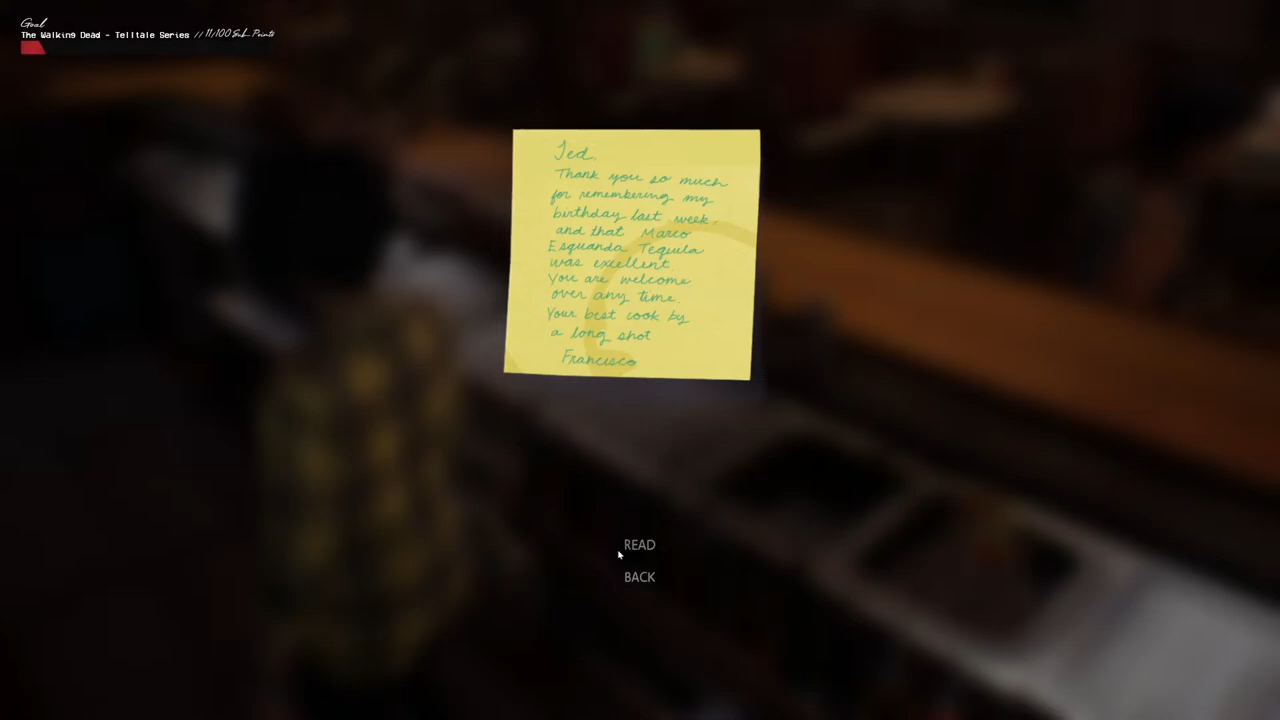 Goal
The Walking Dead - Telltale Series // 11/100 Sub Points
Ted.
Thank you so much
for remembering my
birthday last week.
and that Marco
Esquanda Tequila
was excellent.
You are welcome
over any time.
Your best cook by
a long shot
Francisco
READ
BACK